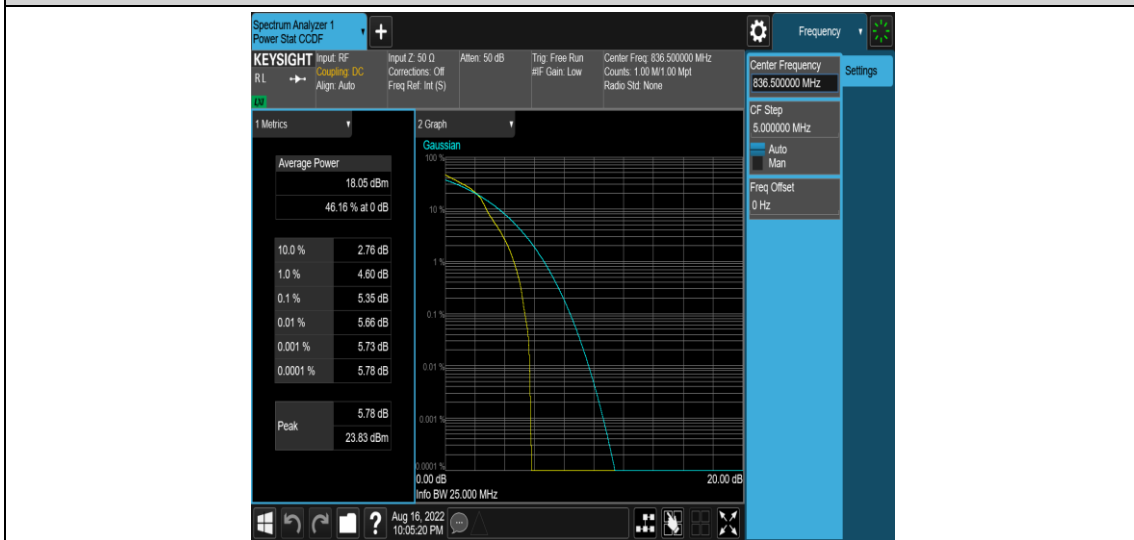 Spectrum Analyzer 1
Power Stat CCDF
+
Frequency
KEYSIGHT
RL
LXI
Input: RF
Coupling: DC
Align: Auto
Input Z: 50 Ω
Corrections: Off
Freq Ref: Int (S)
Atten: 50 dB
Trig: Free Run
#IF Gain: Low
Center Freq: 836.500000 MHz
Counts: 1.00 M/1.00 Mpt
Radio Std: None
Center Frequency
836.500000 MHz
Settings
CF Step
5.000000 MHz
Auto
Man
Freq Offset
0 Hz
1 Metrics
Average Power
18.05 dBm
46.16 % at 0 dB
10.0 % 2.76 dB
1.0 % 4.60 dB
0.1 % 5.35 dB
0.01 % 5.66 dB
0.001 % 5.73 dB
0.0001 % 5.78 dB
Peak
5.78 dB
23.83 dBm
2 Graph
Gaussian
100 %
10 %
1 %
0.1 %
0.01 %
0.001 %
0.0001 %
0.00 dB 20.00 dB
Info BW 25.000 MHz
?
Aug 16, 2022
10:05:20 PM